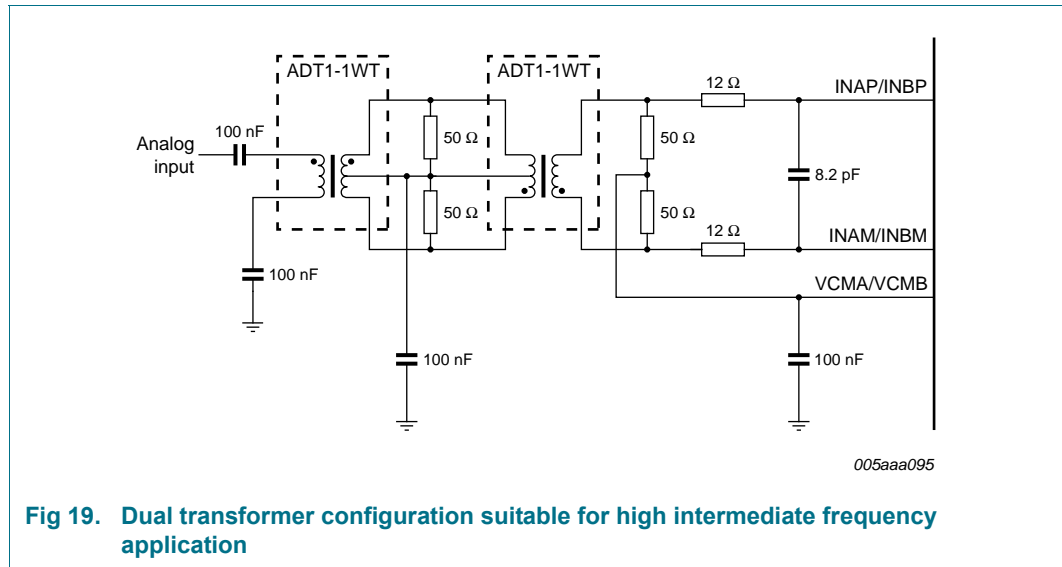 ADT1-1WT
ADT1-1WT
12 Ω
INAP/INBP
Analog
input
100 nF
50 Ω
50 Ω
8.2 pF
50 Ω
50 Ω
12 Ω
INAM/INBM
100 nF
VCMA/VCMB
100 nF
100 nF
005aaa095
Fig 19. Dual transformer configuration suitable for high intermediate frequency
application